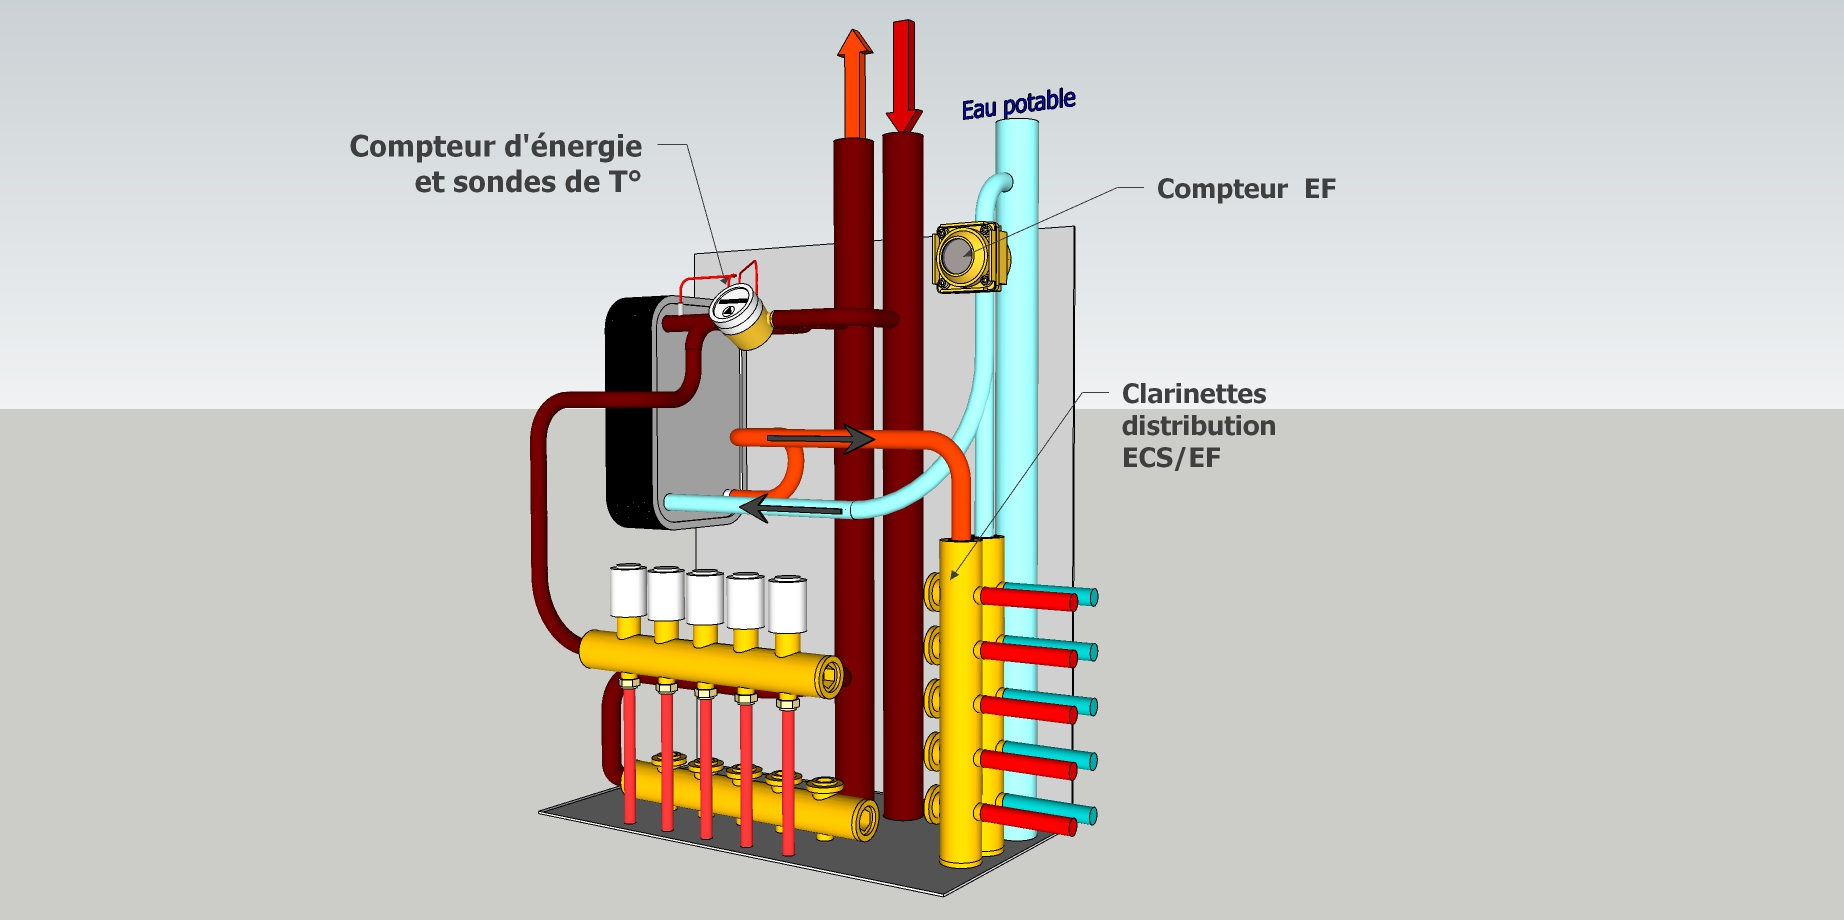 Eau potable
Compteur d'énergie
et sondes de T°
Compteur EF
Clarinettes
distribution
ECS/EF